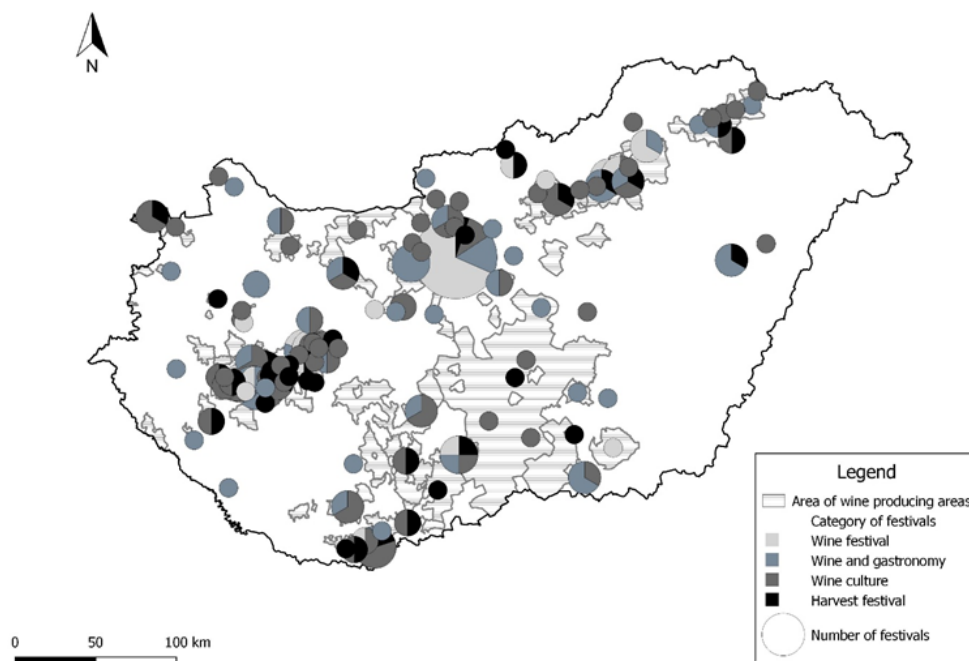 N
Legend
Area of wine producing areas
Category of festivals
Wine festival
Wine and gastronomy
Wine culture
Harvest festival
Number of festivals
0 50 100 km